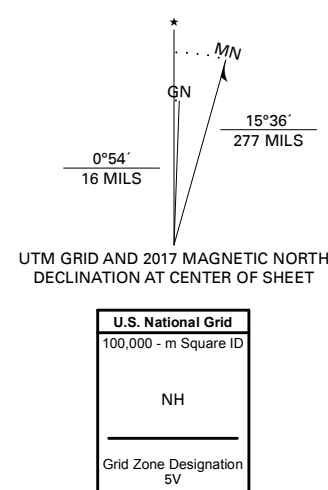 ★
MN
GN
15°36´
277 MILS
0°54´
16 MILS
UTM GRID AND 2017 MAGNETIC NORTH
DECLINATION AT CENTER OF SHEET
U.S. National Grid
100,000 - m Square ID
NH
Grid Zone Designation
5V